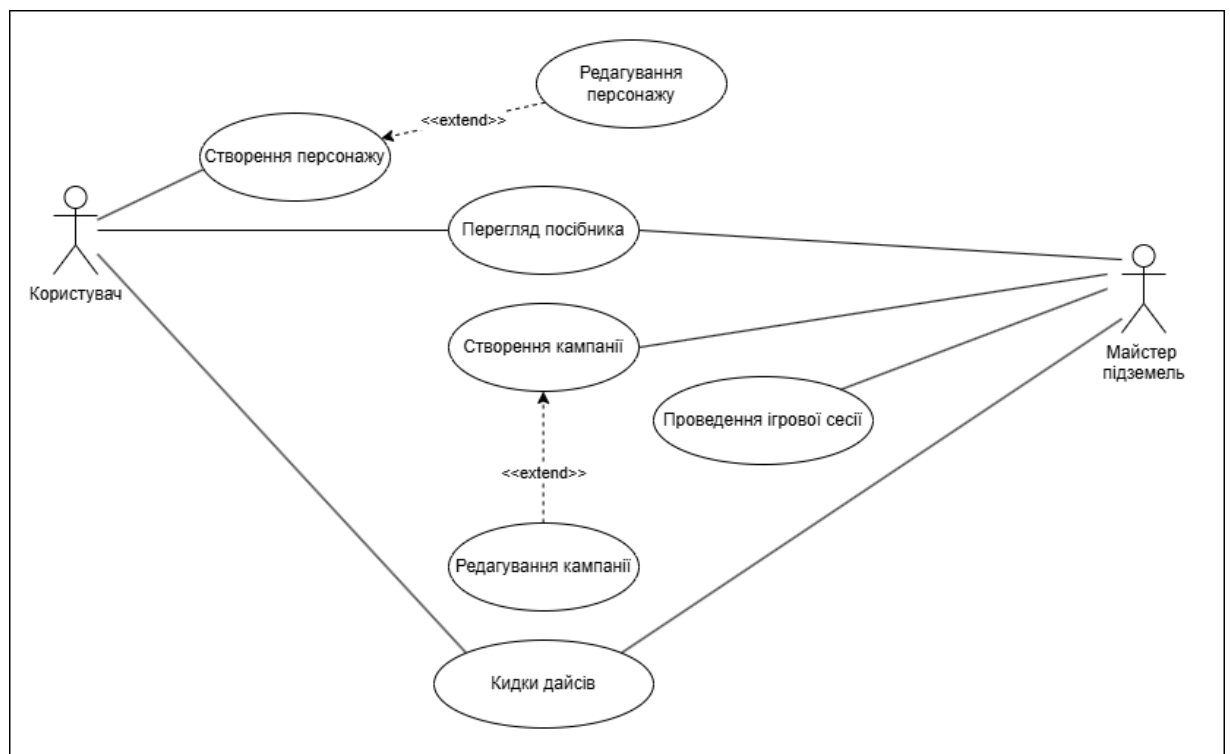 Редагування
персонажу
<<extend>>
Створення персонажу
Перегляд посібника
Користувач
Створення кампанії
Майстер
підземель
Проведення ігрової сесії
<<extend>>
Редагування кампанії
Кидки дайсів